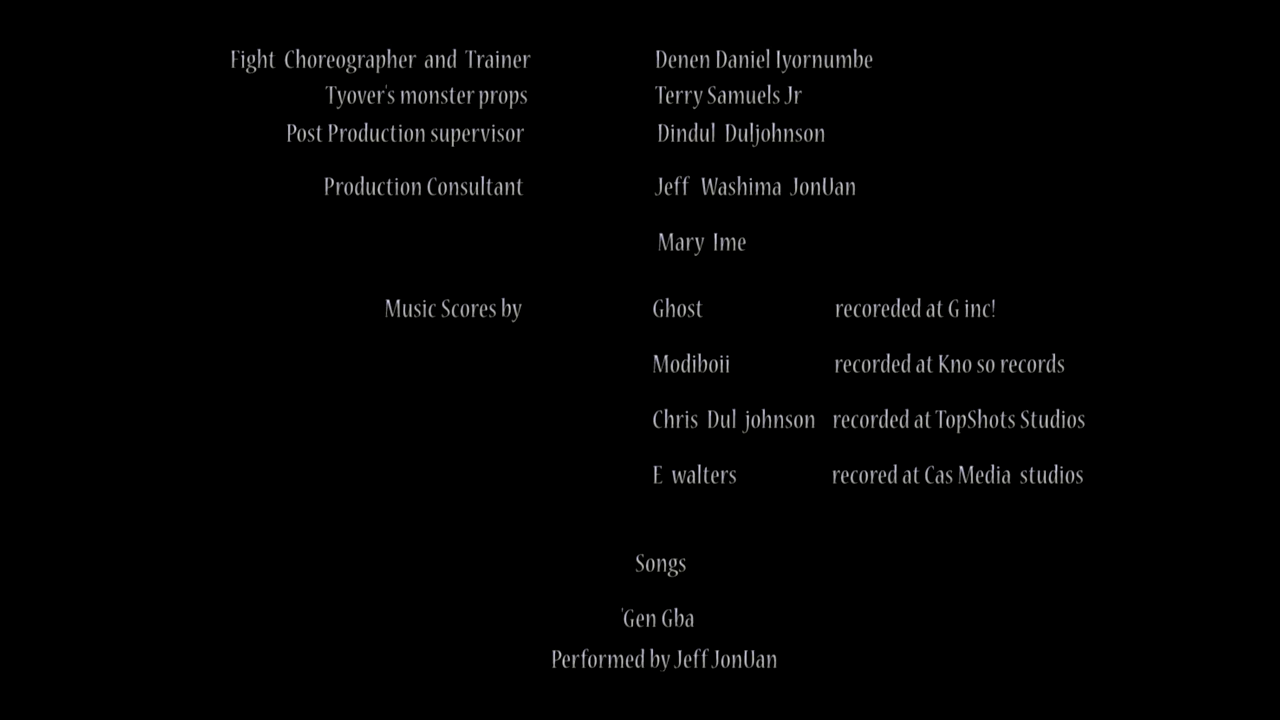 Fight Choreographer and Trainer Denen Daniel Iyornumbe
Tyover's monster props Terry Samuels Jr
Post Production supervisor Dindul Duljohnson
Production Consultant Jeff Washima JonUan
Mary Ime
Music Scores by Ghost recoreded at G inc!
Modiboii recorded at Kno so records
Chris Dul johnson recorded at TopShots Studios
E walters recored at Cas Media studios
Songs
'Gen Gba
Performed by Jeff JonUan